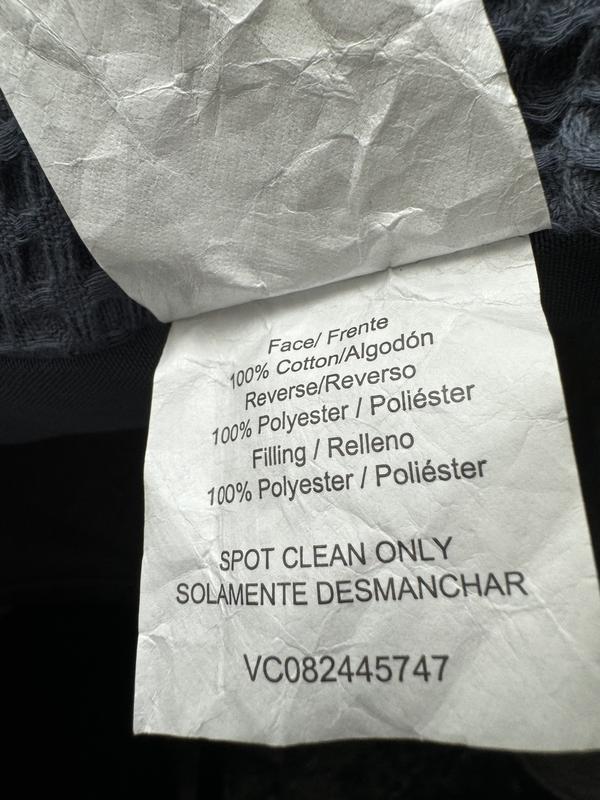 Face/ Frente
100% Cotton/Algodón
Reverse/Reverso
100% Polyester / Poliéster
Filling / Relleno
100% Polyester / Poliéster
SPOT CLEAN ONLY
SOLAMENTE DESMANCHAR
VC082445747